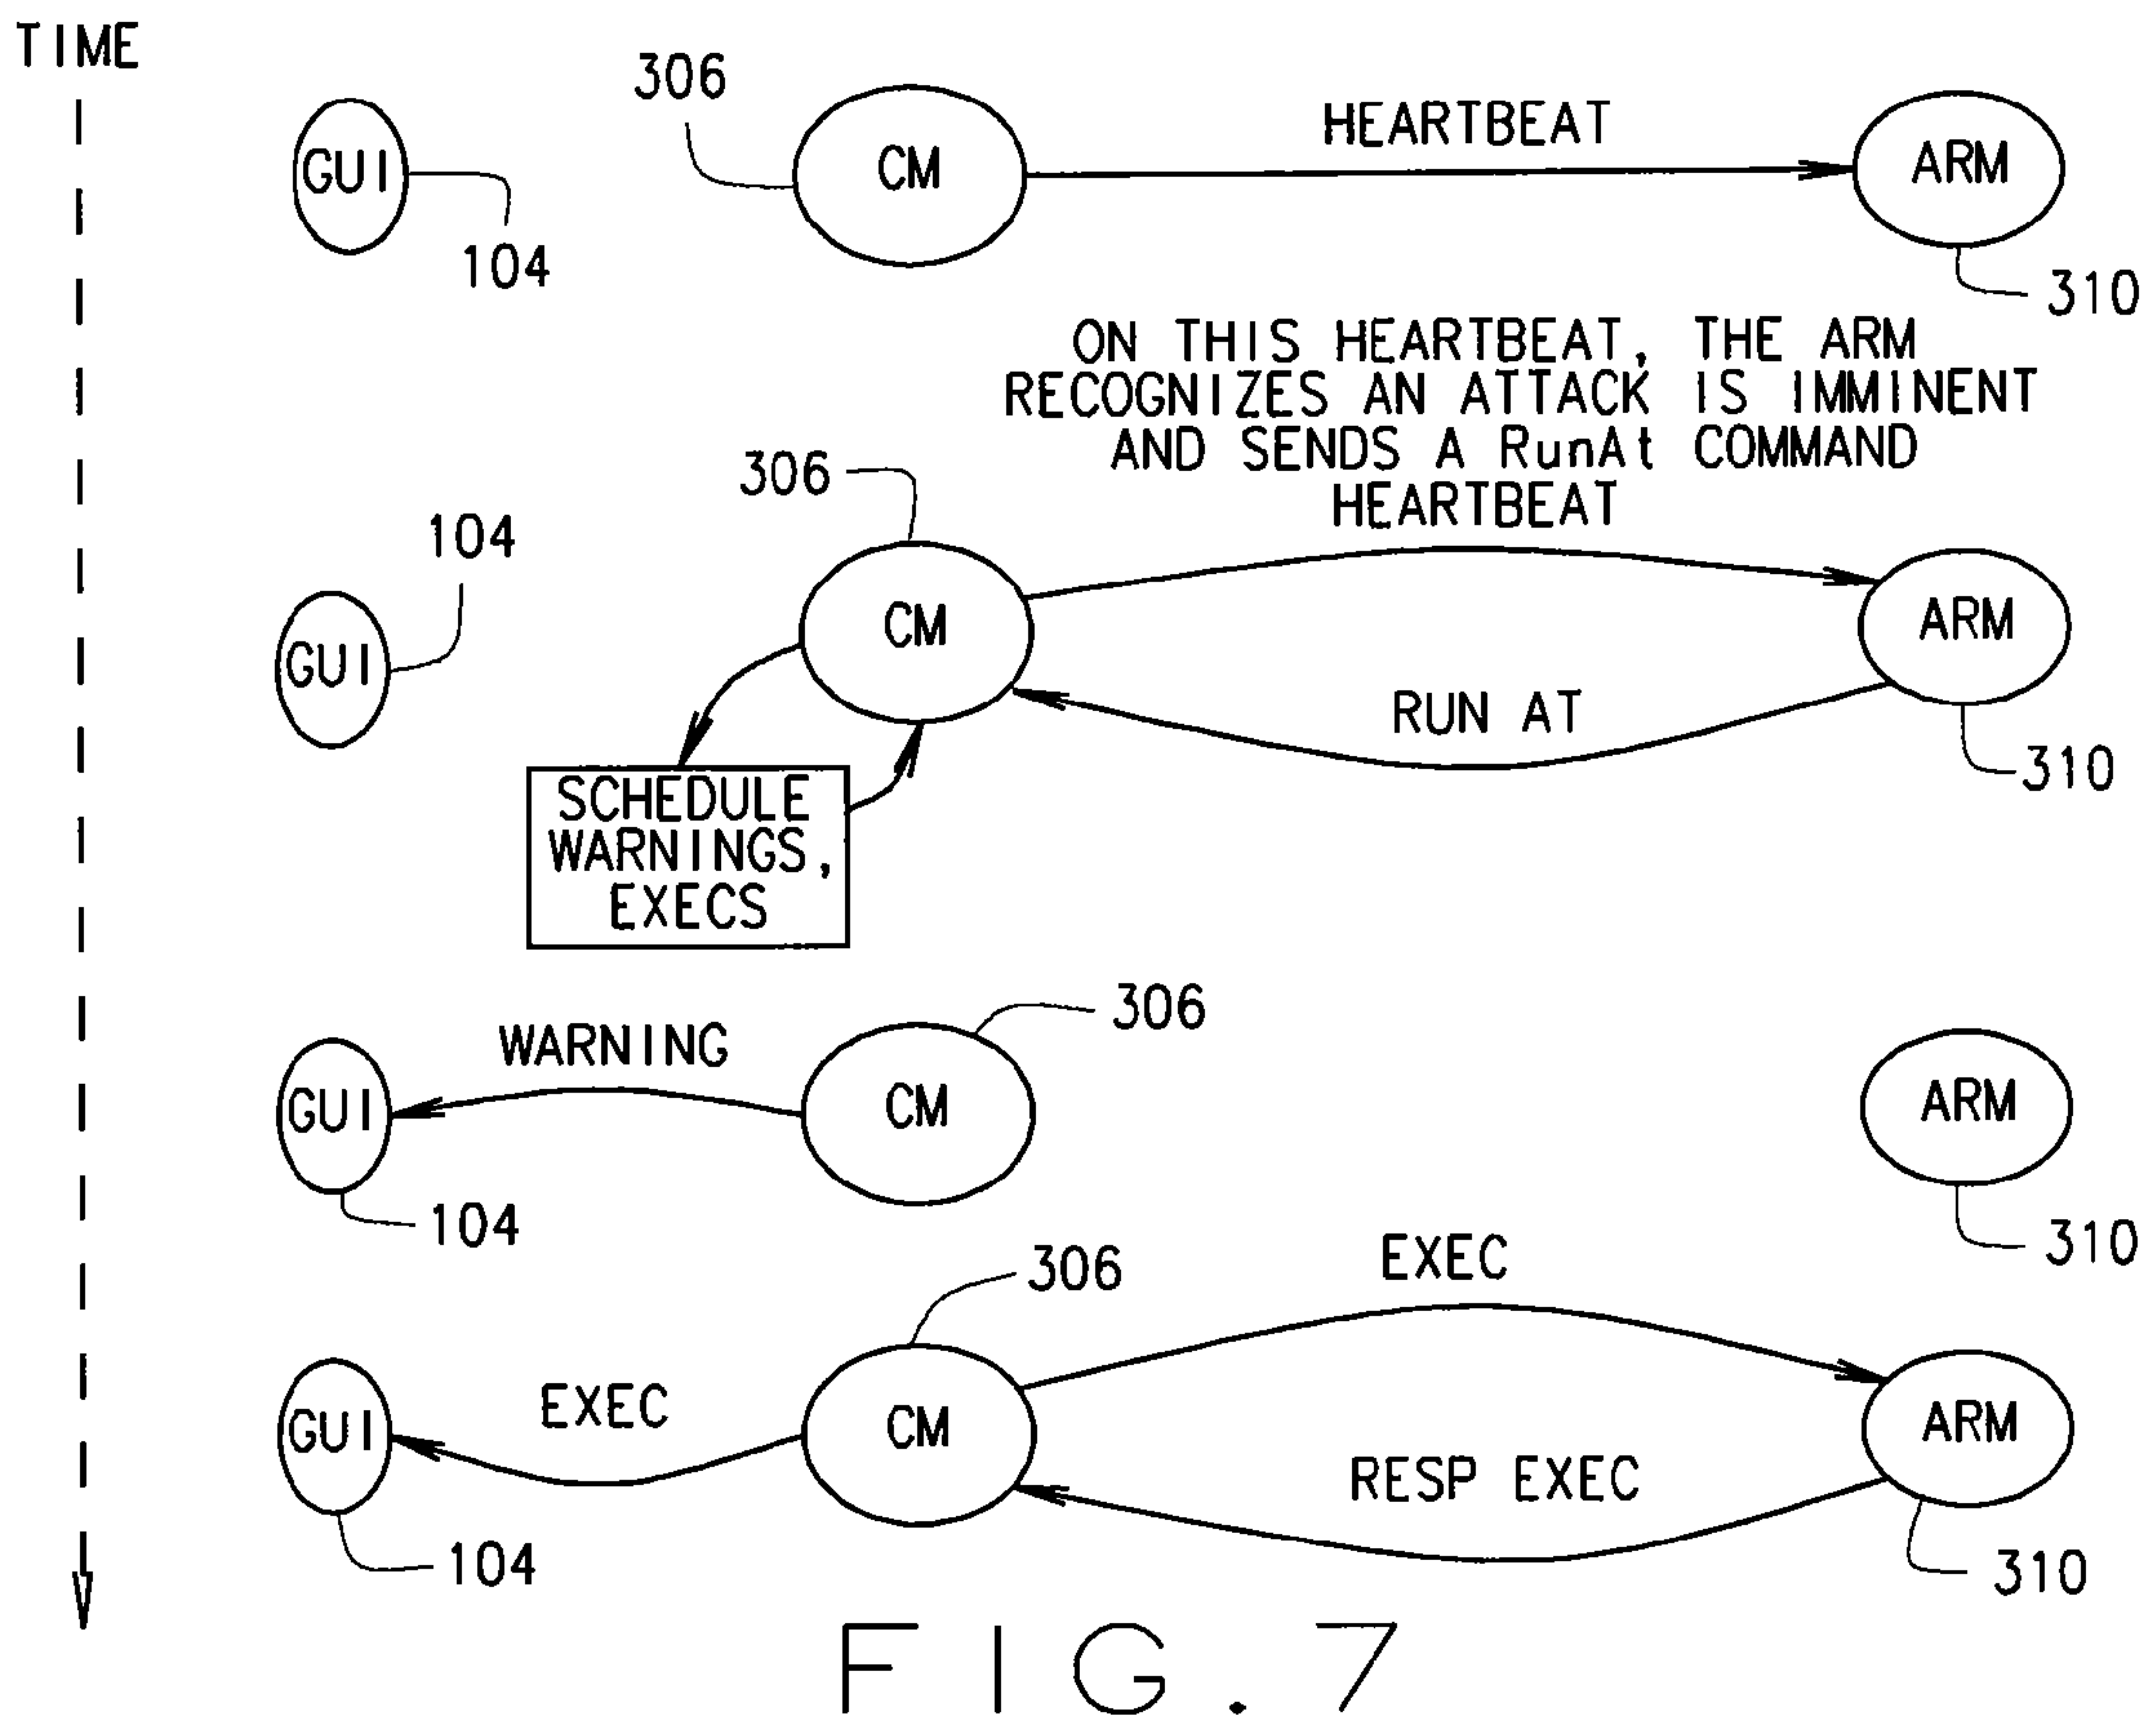 TIME
306
HEARTBEAT
GUI
CM
ARM
104
310
ON THIS HEARTBEAT, THE ARM
RECOGNIZES AN ATTACK IS IMMINENT
AND SENDS A RunAt COMMAND
306
HEARTBEAT
104
GUI
CM
ARM
RUN AT
310
SCHEDULE
WARNINGS,
EXECS
306
WARNING
GUI
CM
ARM
104
310
306
EXEC
EXEC
GUI
CM
ARM
RESP EXEC
104
310
FIG. 7